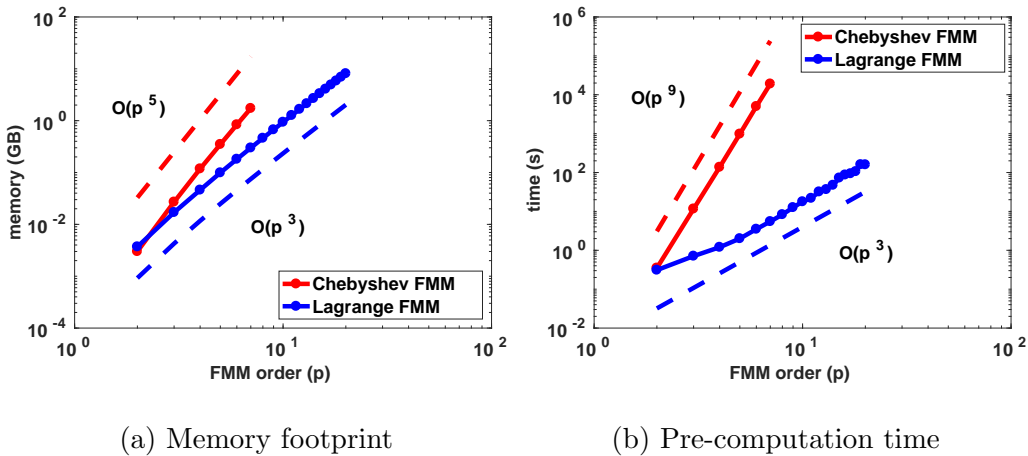 10 2
10 0
10 -2
10 -4
memory (GB)
O(p 5)
O(p 3)
Chebyshev FMM
Lagrange FMM
10 0
10 1
10 2
FMM order (p)
(a) Memory footprint
10 6
10 4
10 2
10 0
10 -2
time (s)
O(p 9)
O(p 3)
Chebyshev FMM
Lagrange FMM
10 0
10 1
10 2
FMM order (p)
(b) Pre-computation time